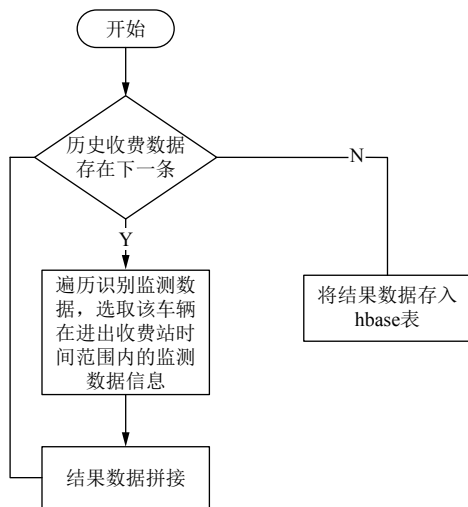 开始
历史收费数据
存在下一条
N
Y
遍历识别监测数
据，选取该车辆
在进出收费站时
间范围内的监测
数据信息
将结果数据存入
hbase表
结果数据拼接